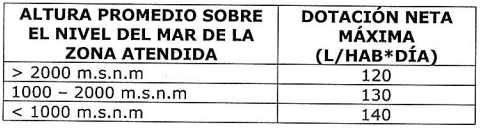 ALTURA PROMEDIO SOBRE
EL NIVEL DEL MAR DE LA
ZONA ATENDIDA
DOTACIÓN NETA
MÁXIMA
(L/HAB*DÍA)
> 2000 m.s.n.m
120
1000 – 2000 m.s.n.m
130
< 1000 m.s.n.m
140